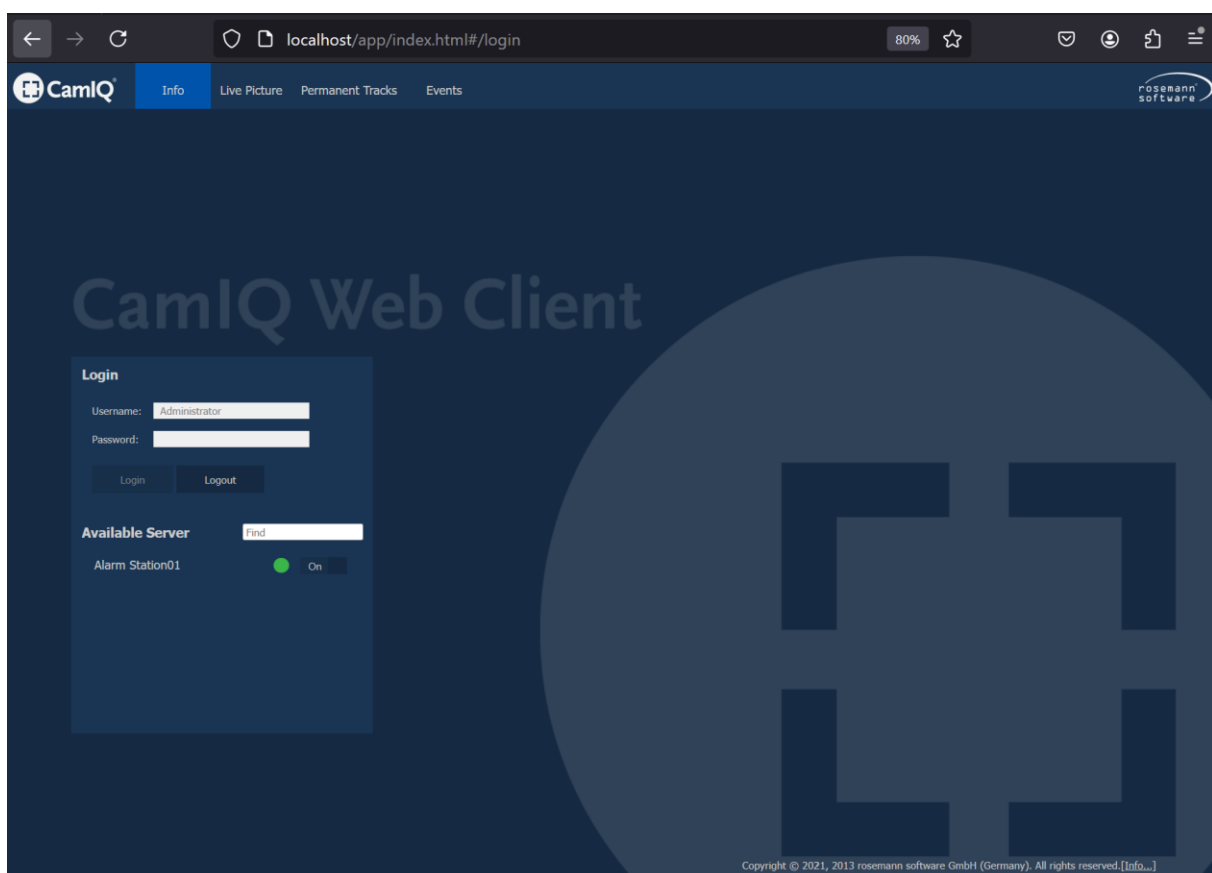 localhost/app/index.html#/login 80%
CamIQ® Info Live Picture Permanent Tracks Events rosemann software
CamIQ Web Client
Login
Username: Administrator
Password:
Login Logout
Available Server Find
Alarm Station01 On
Copyright © 2021, 2013 rosemann software GmbH (Germany). All rights reserved.[Info...]